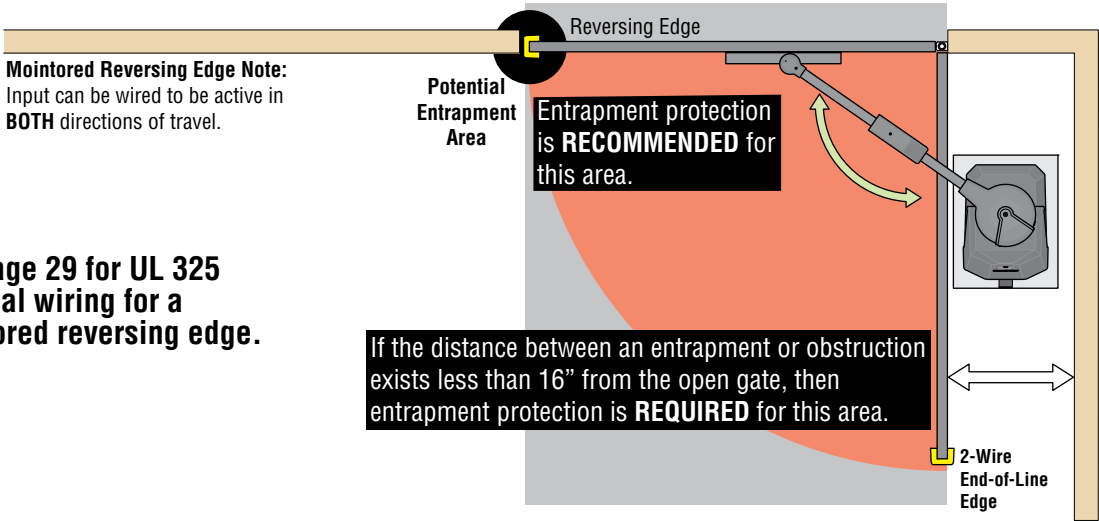 Reversing Edge
Mointored Reversing Edge Note:
Input can be wired to be active in
BOTH directions of travel.
Potential
Entrapment
Area
Entrapment protection
is RECOMMENDED for
this area.
29 for UL 325
wiring for a
reversing edge.
If the distance between an entrapment or obstruction
exists less than 16” from the open gate, then
entrapment protection is REQUIRED for this area.
2-Wire
End-of-Line
Edge